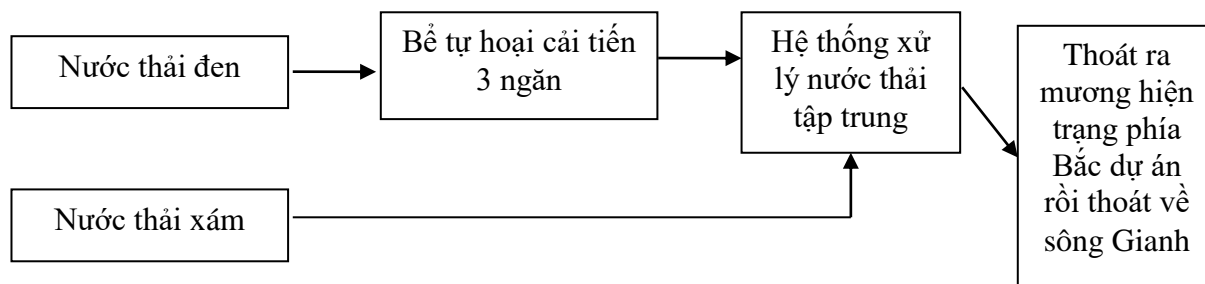 Nước thải đen
Bể tự hoại cải tiến
3 ngăn
Hệ thống xử
lý nước thải
tập trung
Thoát ra
mương hiện
trạng phía
Bắc dự án
rồi thoát về
sông Gianh
Nước thải xám